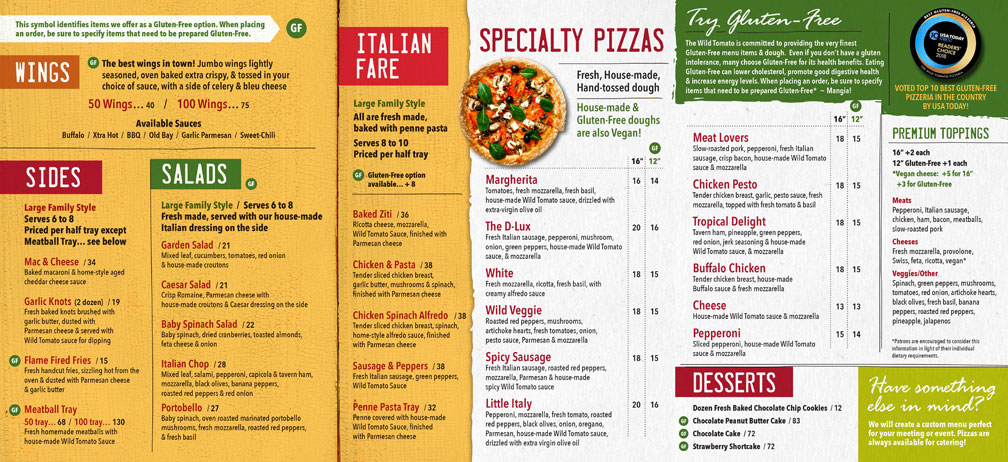 This symbol identifies items we offer as a Gluten-Free option. When placing
an order, be sure to specify items that need to be prepared Gluten-Free.
GF
WINGS
GF
The best wings in town! Jumbo wings lightly
seasoned, oven baked extra crispy, & tossed in your
choice of sauce, with a side of celery & bleu cheese
50 Wings... 40 / 100 Wings... 75
Available Sauces
Buffalo / Xtra Hot / BBQ / Old Bay / Garlic Parmesan / Sweet-Chili
SIDES
Large Family Style
Serves 6 to 8
Priced per half tray except
Meatball Tray... see below
Mac & Cheese / 34
Baked macaroni & home-style aged
cheddar cheese sauce
Garlic Knots (2 dozen) / 19
Fresh baked knots brushed with
garlic butter, dusted with
Parmesan cheese & served with
Wild Tomato sauce for dipping
GF
Flame Fired Fries / 15
Fresh handcut fries, sizzling hot from the
oven & dusted with Parmesan cheese
& garlic butter
GF
Meatball Tray
50 tray... 68 / 100 tray... 130
Fresh homemade meatballs with
house-made Wild Tomato Sauce
SALADS
GF
Large Family Style / Serves 6 to 8
Fresh made, served with our house-made
Italian dressing on the side
Garden Salad / 21
Mixed leaf, cucumbers, tomatoes, red onion
& house-made croutons
Caesar Salad / 21
Crisp Romaine, Parmesan cheese with
house-made croutons & Caesar dressing on the side
Baby Spinach Salad / 22
Baby spinach, dried cranberries, toasted almonds,
feta cheese & onion
Italian Chop / 28
Mixed leaf, salami, pepperoni, capicola & tavern ham,
mozzarella, black olives, banana peppers,
roasted red peppers & red onion
Portobello / 27
Baby spinach, oven roasted marinated portobello
mushrooms, fresh mozzarella, roasted red peppers,
& fresh basil
ITALIAN
FARE
Large Family Style
All are fresh made,
baked with penne pasta
Serves 8 to 10
Priced per half tray
GF
Gluten-Free option
available... + 8
Baked Ziti / 36
Ricotta cheese, mozzarella,
Wild Tomato Sauce, finished with
Parmesan cheese
Chicken & Pasta / 38
Tender sliced chicken breast,
garlic butter, mushrooms & spinach,
finished with Parmesan cheese
Chicken Spinach Alfredo / 38
Tender sliced chicken breast, spinach,
home-style alfredo sauce, finished
with Parmesan cheese
Sausage & Peppers / 38
Fresh Italian sausage, green peppers,
Wild Tomato Sauce
Penne Pasta Tray / 32
Penne covered with house-made
Wild Tomato Sauce, finished
with Parmesan cheese
SPECIALTY PIZZAS
Fresh, House-made,
Hand-tossed dough
House-made &
Gluten-Free doughs
are also Vegan!
GF
16" 12"
Margherita 16 14
Tomatoes, fresh mozzarella, fresh basil,
house-made Wild Tomato Sauce, drizzled with
extra-virgin olive oil
The D-Lux 20 16
Fresh Italian sausage, pepperoni, mushroom,
onion, green peppers, house-made Wild Tomato
Sauce, & mozzarella
White 18 15
Fresh mozzarella, ricotta, fresh basil, with
creamy alfredo sauce
Wild Veggie 18 15
Roasted red peppers, mushrooms,
artichoke hearts, fresh tomatoes, onion,
pesto sauce, Parmesan & mozzarella
Spicy Sausage 18 15
Fresh Italian sausage, roasted red peppers,
mozzarella, Parmesan & house-made
spicy Wild Tomato Sauce
Little Italy 20 16
Pepperoni, mozzarella, fresh tomato, roasted
red peppers, black olives, onion, oregano,
Parmesan, house-made Wild Tomato sauce,
drizzled with extra virgin olive oil
Try Gluten-Free
The Wild Tomato is committed to providing the very finest
Gluten-Free menu items & dough. Even if you don't have a gluten
intolerance, many choose Gluten-Free for its health benefits. Eating
Gluten-Free can lower cholesterol, promote good digestive health
& increase energy levels. When placing an order, be sure to specify
items that need to be prepared Gluten-Free* ~ Mangia!
GF
16" 12"
Meat Lovers 18 15
Slow-roasted pork, pepperoni, fresh Italian
sausage, crisp bacon, house-made Wild Tomato
sauce & mozzarella
Chicken Pesto 18 15
Tender chicken breast, garlic, pesto sauce, fresh
mozzarella, topped with fresh tomato & basil
Tropical Delight 18 15
Tavern ham, pineapple, green peppers,
red onion, jerk seasoning & house-made
Wild Tomato sauce, & mozzarella
Buffalo Chicken 18 15
Tender chicken breast, house-made
Buffalo sauce & fresh mozzarella
Cheese 13 13
House-made Wild Tomato sauce & mozzarella
Pepperoni 15 14
Sliced pepperoni, house-made Wild Tomato
sauce & mozzarella
BEST GLUTEN-FREE PIZZERIA
10 BEST
USA TODAY
READERS'
CHOICE
2018
THE WILD TOMATO PIZZERIA
VOTED TOP 10 BEST GLUTEN-FREE
PIZZERIA IN THE COUNTRY
BY USA TODAY!
PREMIUM TOPPINGS
16" +2 each
12" Gluten-Free +1 each
*Vegan cheese: +5 for 16"
+3 for Gluten-Free
Meats
Pepperoni, Italian sausage,
chicken, ham, bacon, meatballs,
slow-roasted pork
Cheeses
Fresh mozzarella, provolone,
Swiss, feta, ricotta, vegan*
Veggies/Other
Spinach, green peppers, mushrooms,
tomatoes, red onion, artichoke hearts,
black olives, fresh basil, banana
peppers, roasted red peppers,
pineapple, jalapenos
*Patrons are encouraged to consider this
information in light of their individual
dietary requirements.
DESSERTS
Dozen Fresh Baked Chocolate Chip Cookies / 12
GF Chocolate Peanut Butter Cake / 83
GF Chocolate Cake / 72
GF Strawberry Shortcake / 72
Have something
else in mind?
We will create a custom menu perfect
for your meeting or event. Pizzas are
always available for catering!